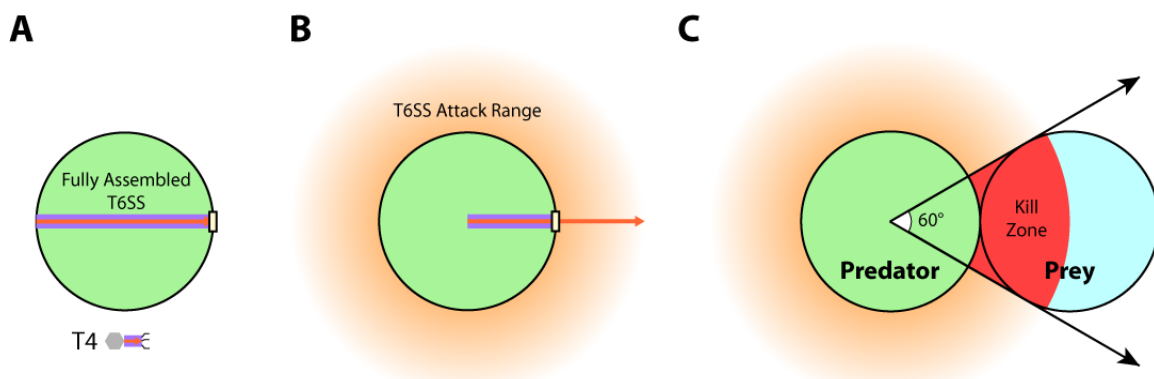 A
Fully Assembled
T6SS
T4
B
T6SS Attack Range
C
60°
Kill
Zone
Predator
Prey